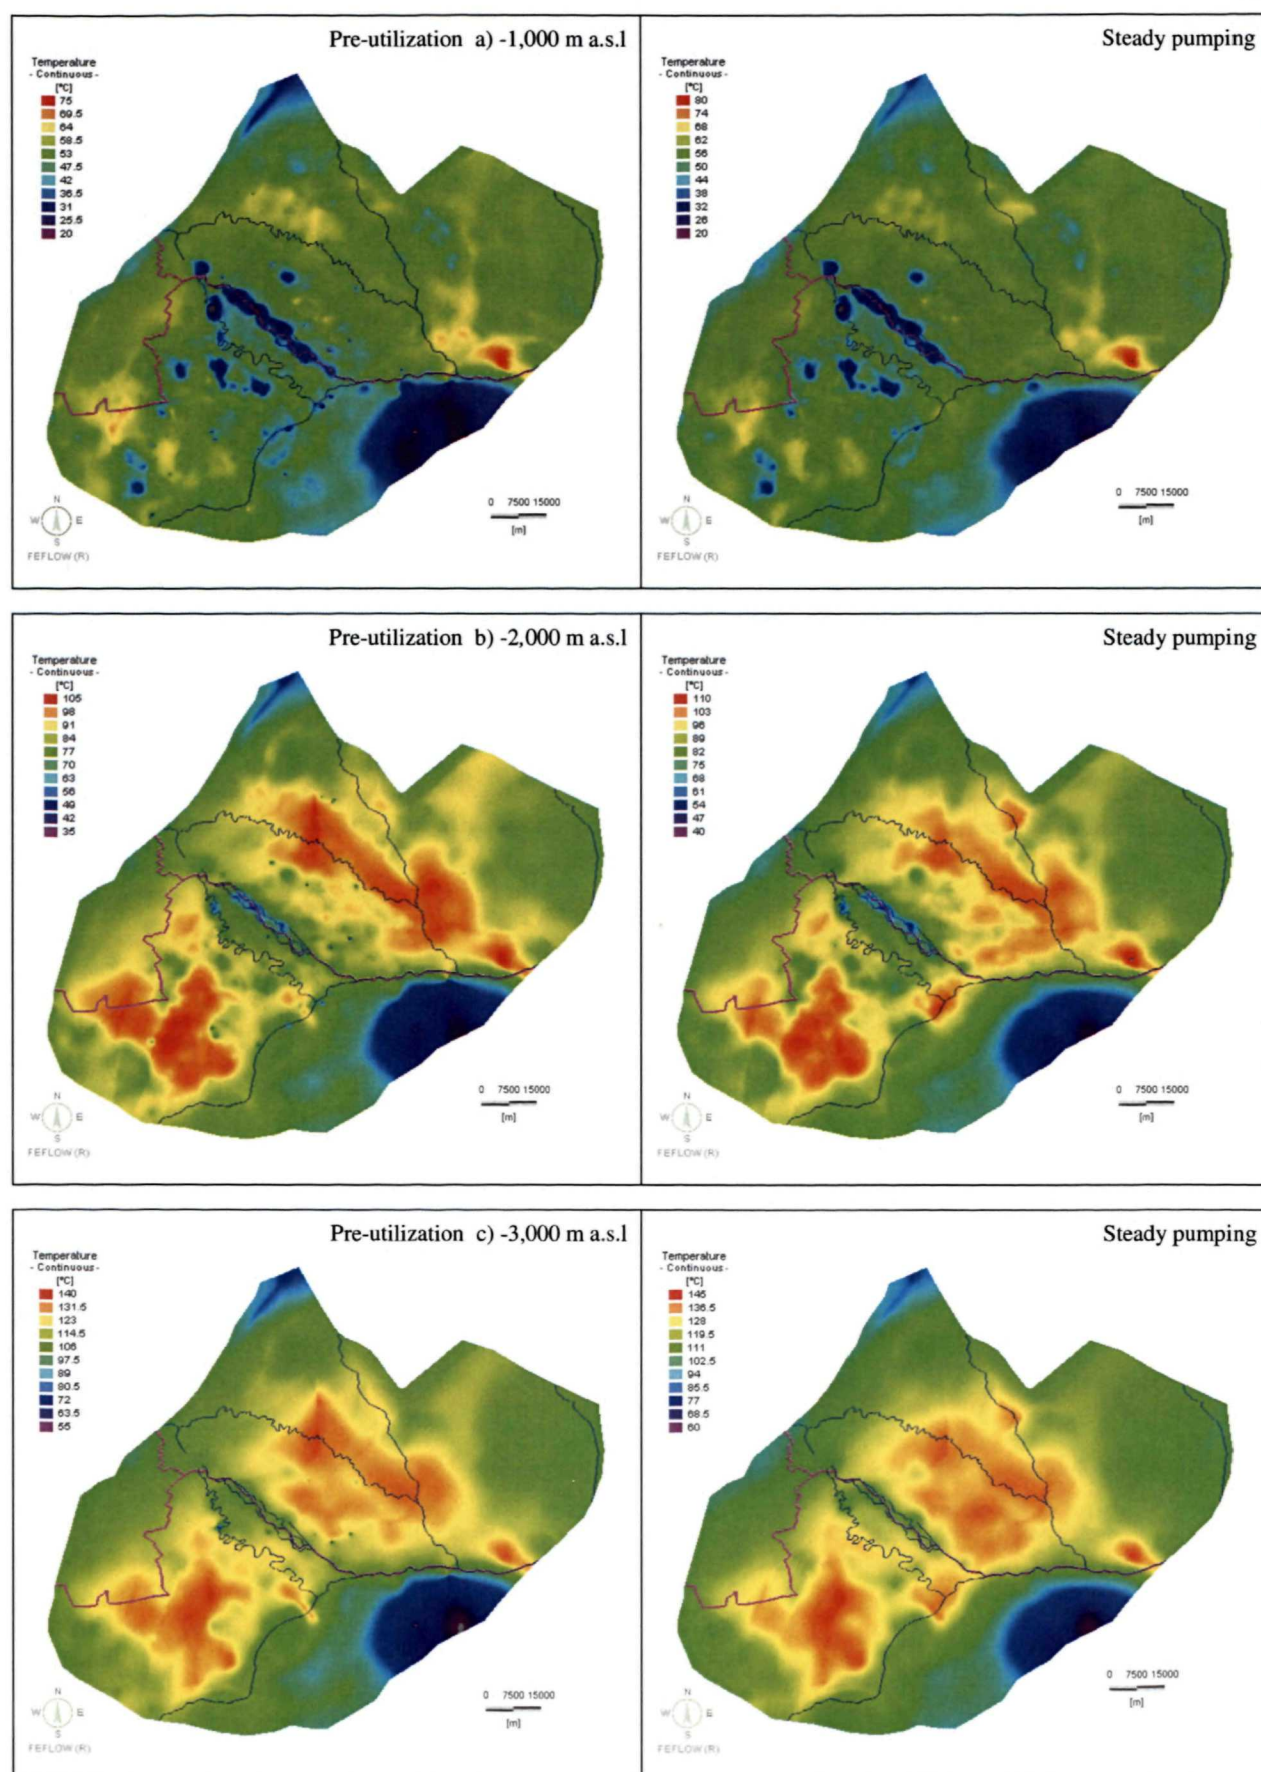 Pre-utilization a) -1,000 m a.s.l
Temperature
- Continuous -
[°C]
75
69.5
64
58.5
53
47.5
42
36.5
31
25.5
20
N
W E
S
FEFLOW (R)
0 7500 15000
[m]
Steady pumping
Temperature
- Continuous -
[°C]
80
74
68
62
56
50
44
38
32
26
20
N
W E
S
FEFLOW (R)
0 7500 15000
[m]
Pre-utilization b) -2,000 m a.s.l
Temperature
- Continuous -
[°C]
105
98
91
84
77
70
63
56
49
42
35
N
W E
S
FEFLOW (R)
0 7500 15000
[m]
Steady pumping
Temperature
- Continuous -
[°C]
110
103
96
89
82
75
68
61
54
47
40
N
W E
S
FEFLOW (R)
0 7500 15000
[m]
Pre-utilization c) -3,000 m a.s.l
Temperature
- Continuous -
[°C]
140
131.5
123
114.5
106
97.5
89
80.5
72
63.5
55
N
W E
S
FEFLOW (R)
0 7500 15000
[m]
Steady pumping
Temperature
- Continuous -
[°C]
145
136.5
128
119.5
111
102.5
94
85.5
77
68.5
60
N
W E
S
FEFLOW (R)
0 7500 15000
[m]